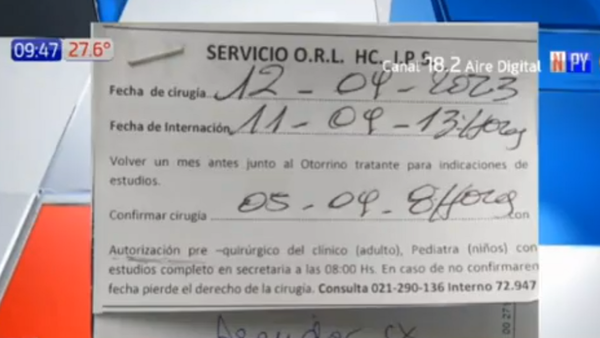 09:47 27.6°
SERVICIO O.R.L. HC. I.P.S.
Canal 18.2 Aire Digital N PY
Fecha de cirugía 12 - 04 - 2023
Fecha de Internación 11 - 04 - 13:Horas
Volver un mes antes junto al Otorrino tratante para indicaciones de
estudios.
Confirmar cirugía 05 - 04 - 8 Horas con
Autorización pre –quirúrgico del clínico (adulto), Pediatra (niños) con
estudios completo en secretaria a las 08:00 Hs. En caso de no confirmaren
fecha pierde el derecho de la cirugía. Consulta 021-290-136 Interno 72.947